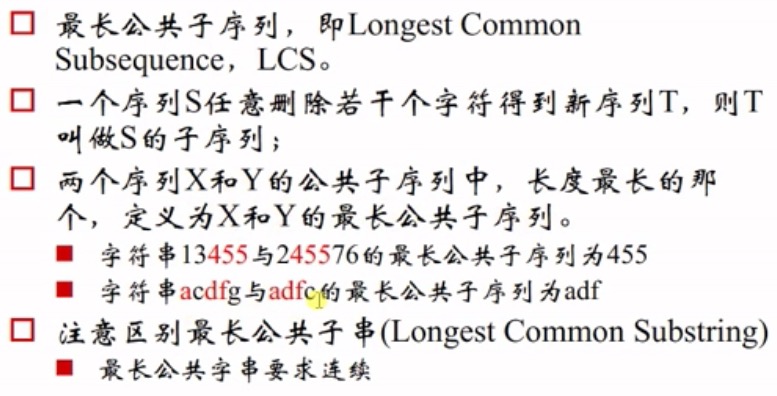 最长公共子序列，即Longest Common
Subsequence，LCS。
一个序列S任意删除若干个字符得到新序列T，则T
叫做S的子序列；
两个序列X和Y的公共子序列中，长度最长的那
个，定义为X和Y的最长公共子序列。
字符串13455与245576的最长公共子序列为455
字符串acdfg与adfc的最长公共子序列为adf
注意区别最长公共子串(Longest Common Substring)
最长公共字串要求连续